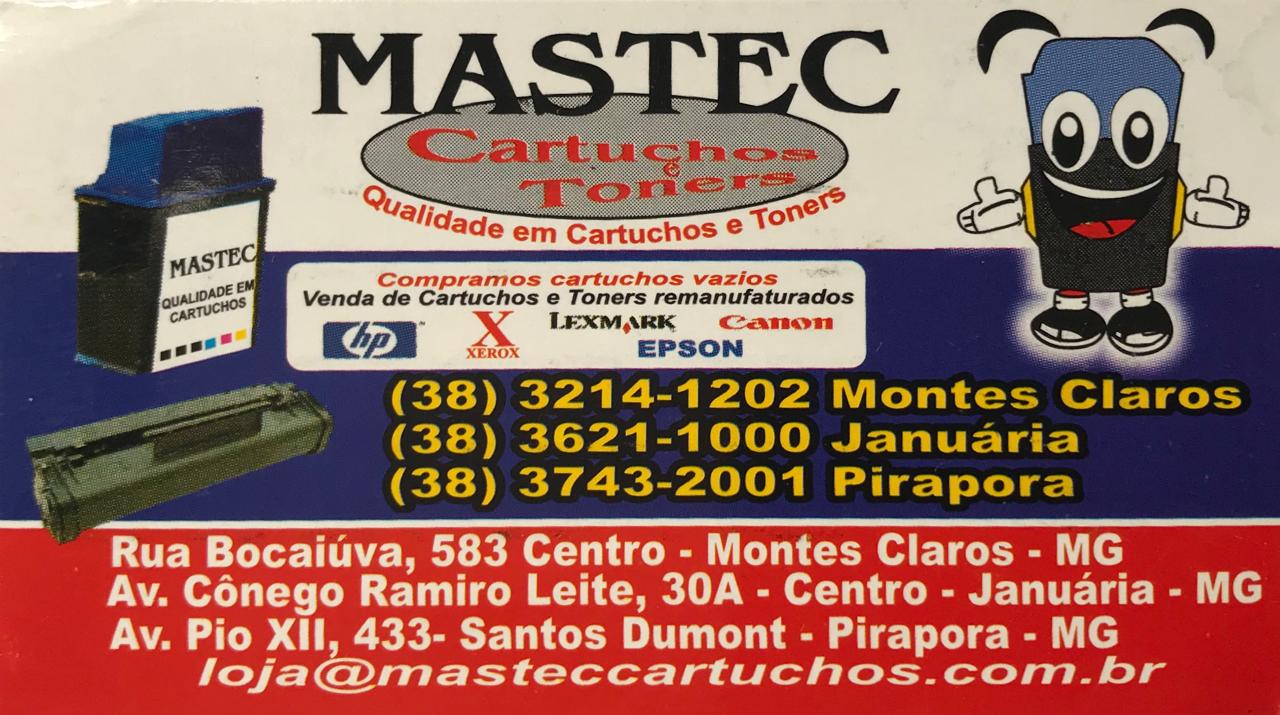 MASTEC
Cartuchos
e
Toners
Qualidade em Cartuchos e Toners
MASTEC
QUALIDADE EM
CARTUCHOS
Compramos cartuchos vazios
Venda de Cartuchos e Toners remanufaturados
hp
X
XEROX
LEXMARK
Canon
EPSON
(38) 3214-1202 Montes Claros
(38) 3621-1000 Januária
(38) 3743-2001 Pirapora
Rua Bocaiúva, 583 Centro - Montes Claros - MG
Av. Cônego Ramiro Leite, 30A - Centro - Januária - MG
Av. Pio XII, 433- Santos Dumont - Pirapora - MG
loja@masteccartuchos.com.br